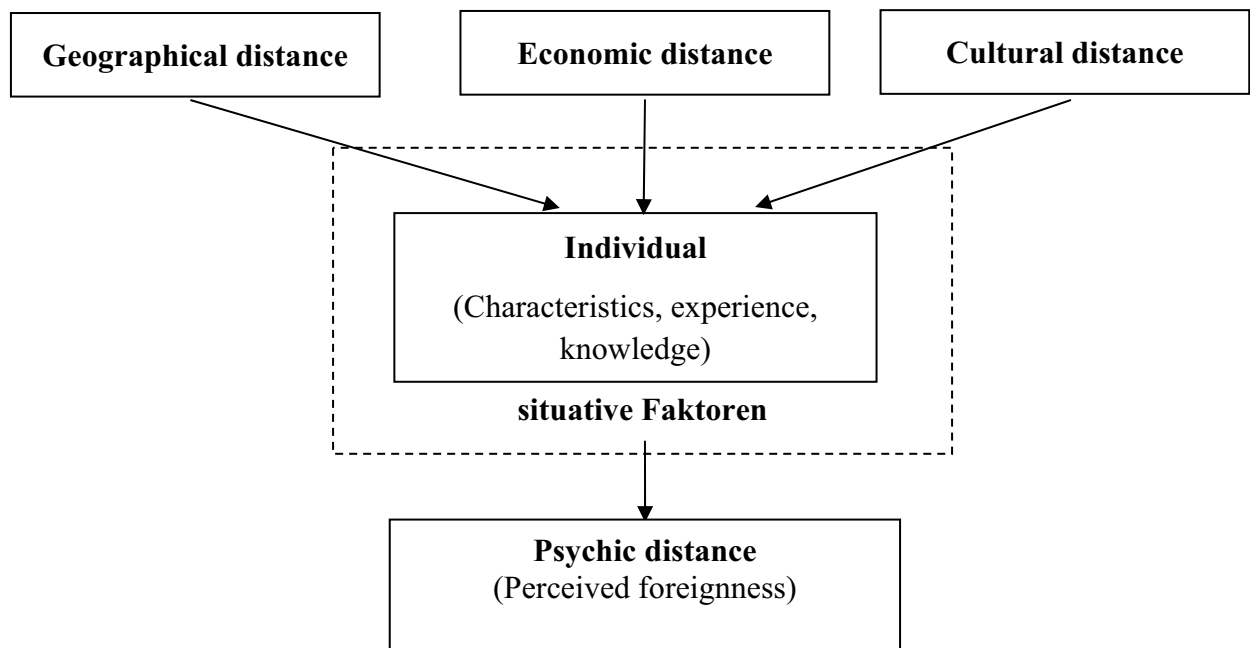 Geographical distance
Economic distance
Cultural distance
Individual
(Characteristics, experience,
knowledge)
situative Faktoren
Psychic distance
(Perceived foreignness)